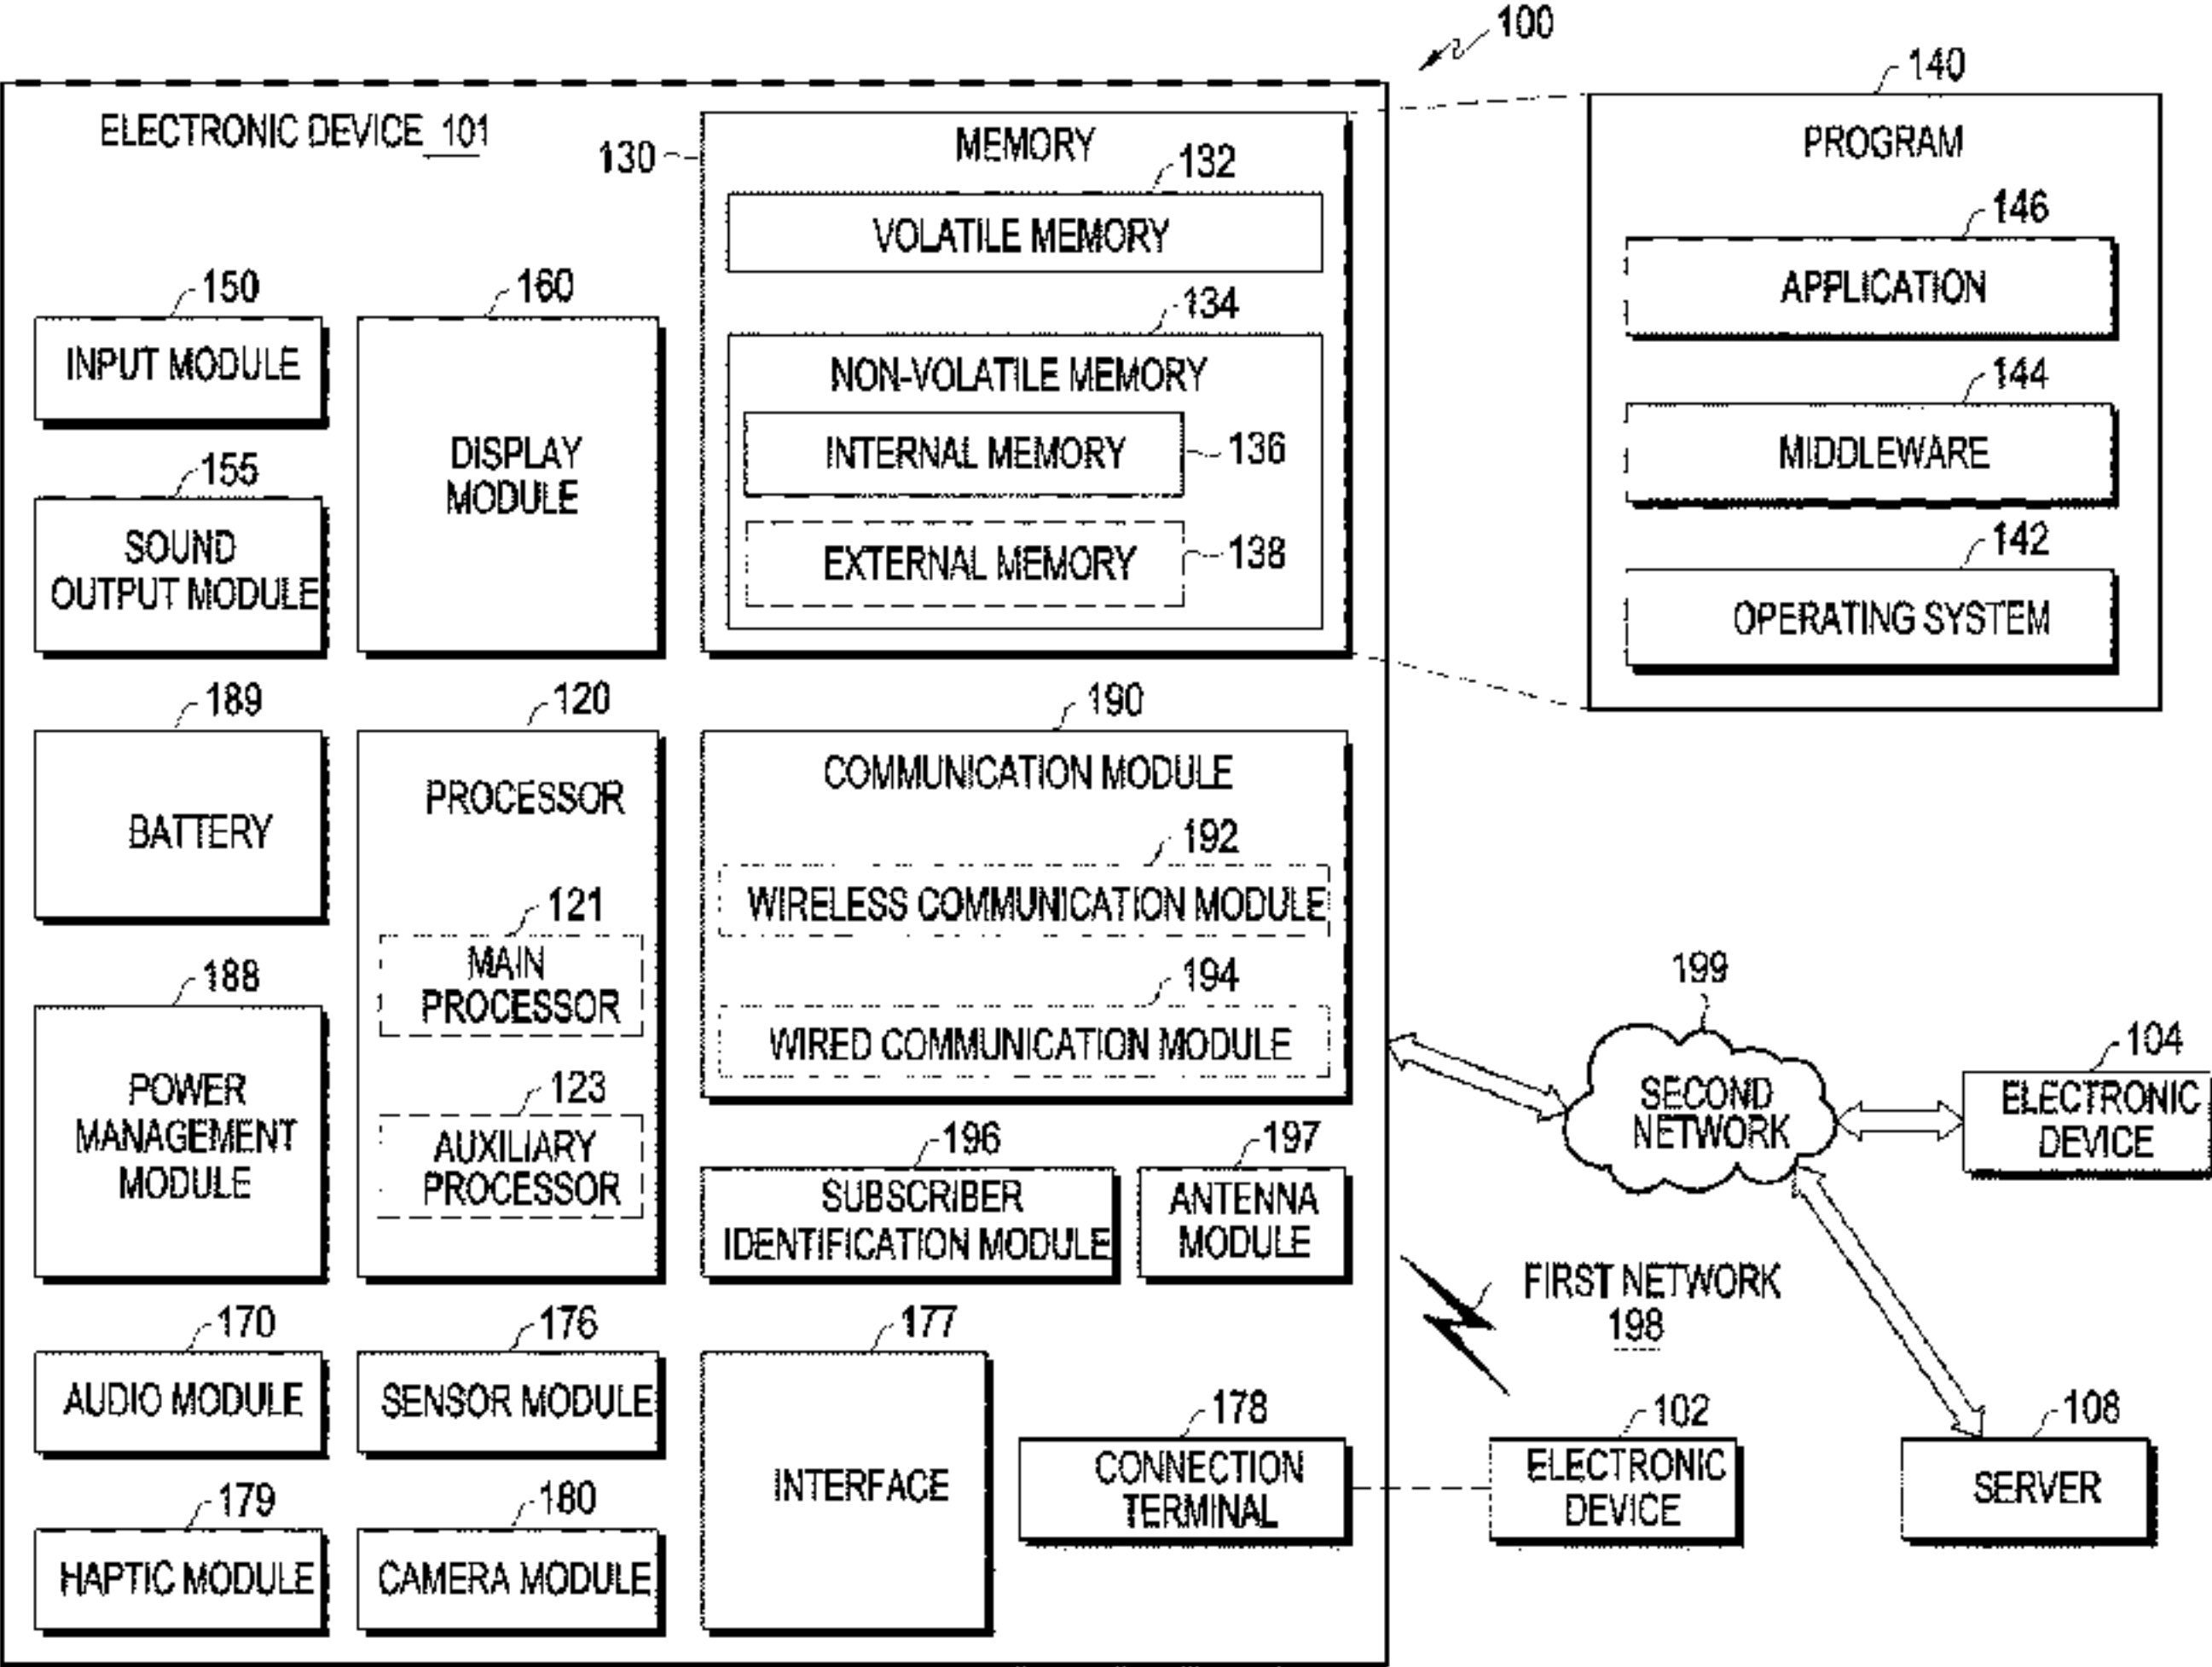 100
140
ELECTRONIC DEVICE 101
130
MEMORY
PROGRAM
132
VOLATILE MEMORY
146
APPLICATION
150
INPUT MODULE
160
DISPLAY
MODULE
134
NON-VOLATILE MEMORY
INTERNAL MEMORY
136
144
MIDDLEWARE
155
SOUND
OUTPUT MODULE
EXTERNAL MEMORY
138
142
OPERATING SYSTEM
189
BATTERY
120
PROCESSOR
190
COMMUNICATION MODULE
192
WIRELESS COMMUNICATION MODULE
121
MAIN
PROCESSOR
194
WIRED COMMUNICATION MODULE
188
POWER
MANAGEMENT
MODULE
123
AUXILIARY
PROCESSOR
199
SECOND
NETWORK
104
ELECTRONIC
DEVICE
196
SUBSCRIBER
IDENTIFICATION MODULE
197
ANTENNA
MODULE
FIRST NETWORK
198
170
AUDIO MODULE
176
SENSOR MODULE
177
INTERFACE
178
CONNECTION
TERMINAL
102
ELECTRONIC
DEVICE
108
SERVER
179
HAPTIC MODULE
180
CAMERA MODULE